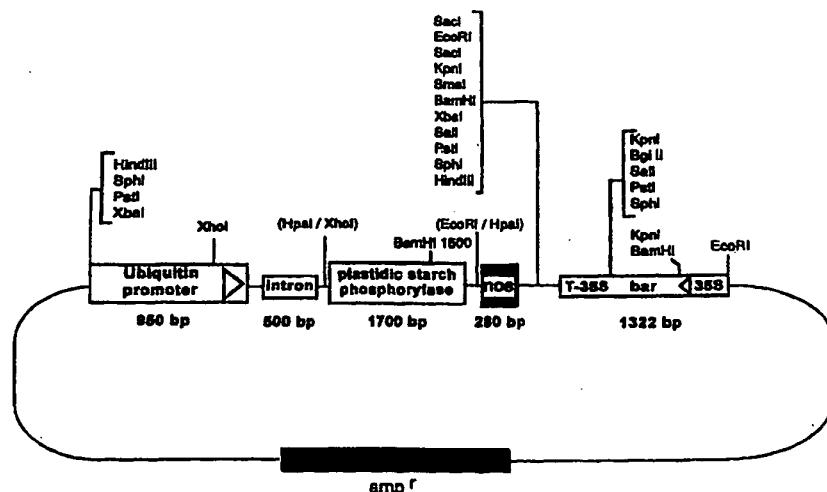 SacI
EcoRI
SacI
KpnI
SmaI
BamHI
XbaI
SalI
PstI
SphI
HindIII
HindIII
SphI
PstI
XbaI
KpnI
Bgl II
SalI
PstI
SphI
XhoI
(HpaI / XhoI)
BamHI 1500
(EcoRI / HpaI)
KpnI
BamHI
EcoRI
Ubiquitin
promoter
intron
plastidic starch
phosphorylase
nos
T-35S bar 35S
950 bp
500 bp
1700 bp
280 bp
1322 bp
amp r